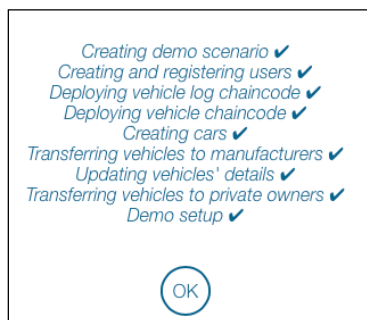 Creating demo scenario ✔
Creating and registering users ✔
Deploying vehicle log chaincode ✔
Deploying vehicle chaincode ✔
Creating cars ✔
Transferring vehicles to manufacturers ✔
Updating vehicles' details ✔
Transferring vehicles to private owners ✔
Demo setup ✔
OK